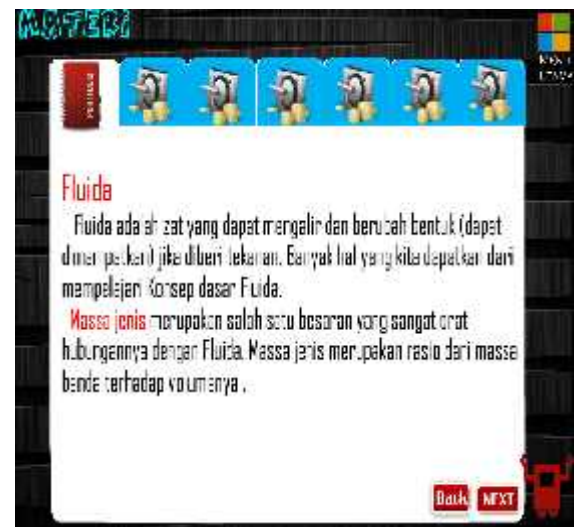 MATERI
MENU
UTAMA
Fluida
Fluida adalah zat yang dapat mengalir dan berubah bentuk (dapat
dimampatkan) jika diberi tekanan. Banyak hal yang kita dapatkan dari
mempelajari Konsep dasar Fluida.
Massa jenis merupakan salah satu besaran yang sangat erat
hubungannya dengan Fluida. Massa jenis merupakan rasio dari massa
benda terhadap volumenya .
Back NEXT